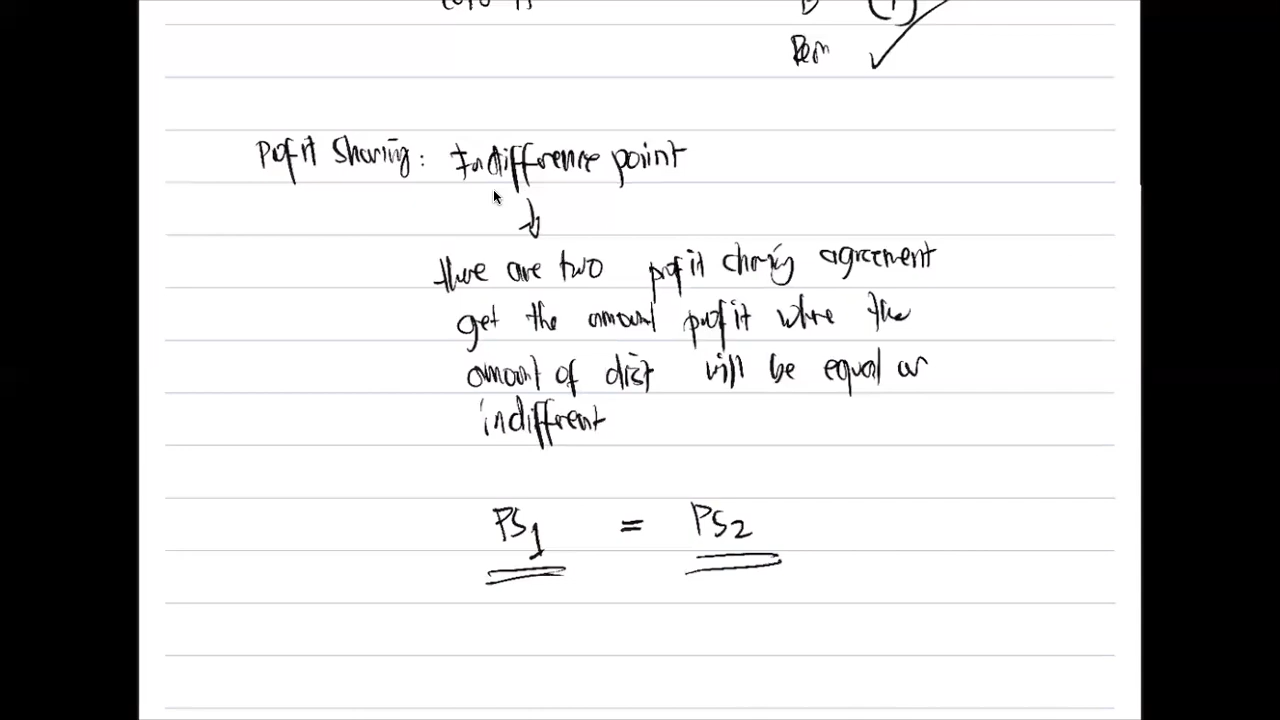 Rem ✓
Pofit Sharing: Indifference point
↓
there are two profit sharing agreement
get the amount profit where the
amount of dist will be equal or
indifferent
PS1 = PS2